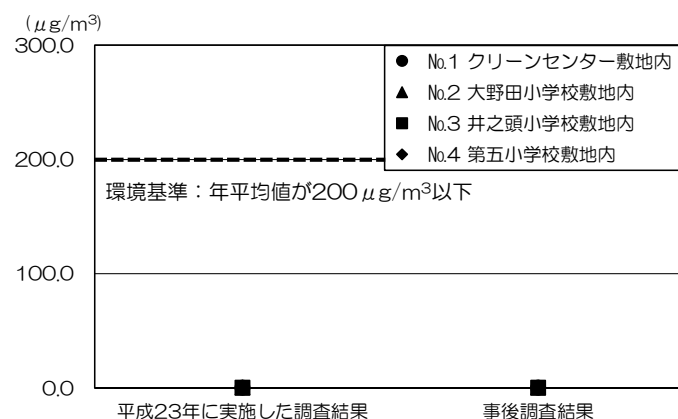 (μg/m³)
300.0
● №1 クリーンセンター敷地内
▲ №2 大野田小学校敷地内
■ №3 井之頭小学校敷地内
◆ №4 第五小学校敷地内
200.0
環境基準：年平均値が200μg/m³以下
100.0
0.0
平成23年に実施した調査結果 事後調査結果